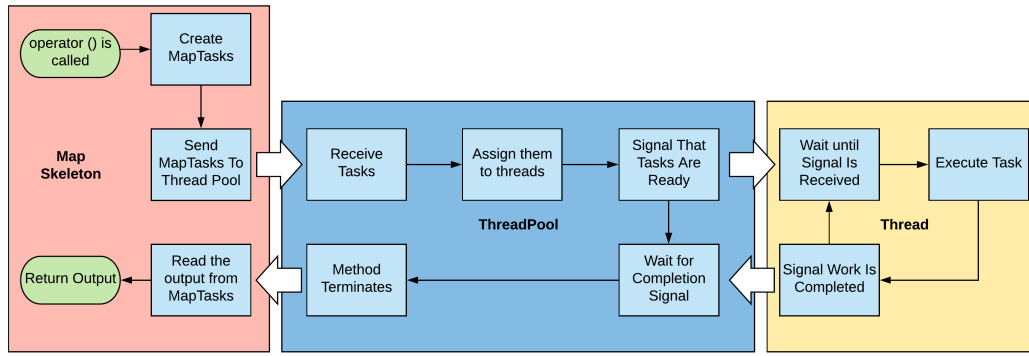 operator () is
called
Create
MapTasks
Map
Skeleton
Send
MapTasks To
Thread Pool
Return Output
Read the
output from
MapTasks
Receive
Tasks
Assign them
to threads
Signal That
Tasks Are
Ready
ThreadPool
Method
Terminates
Wait for
Completion
Signal
Wait until
Signal Is
Received
Execute Task
Thread
Signal Work Is
Completed